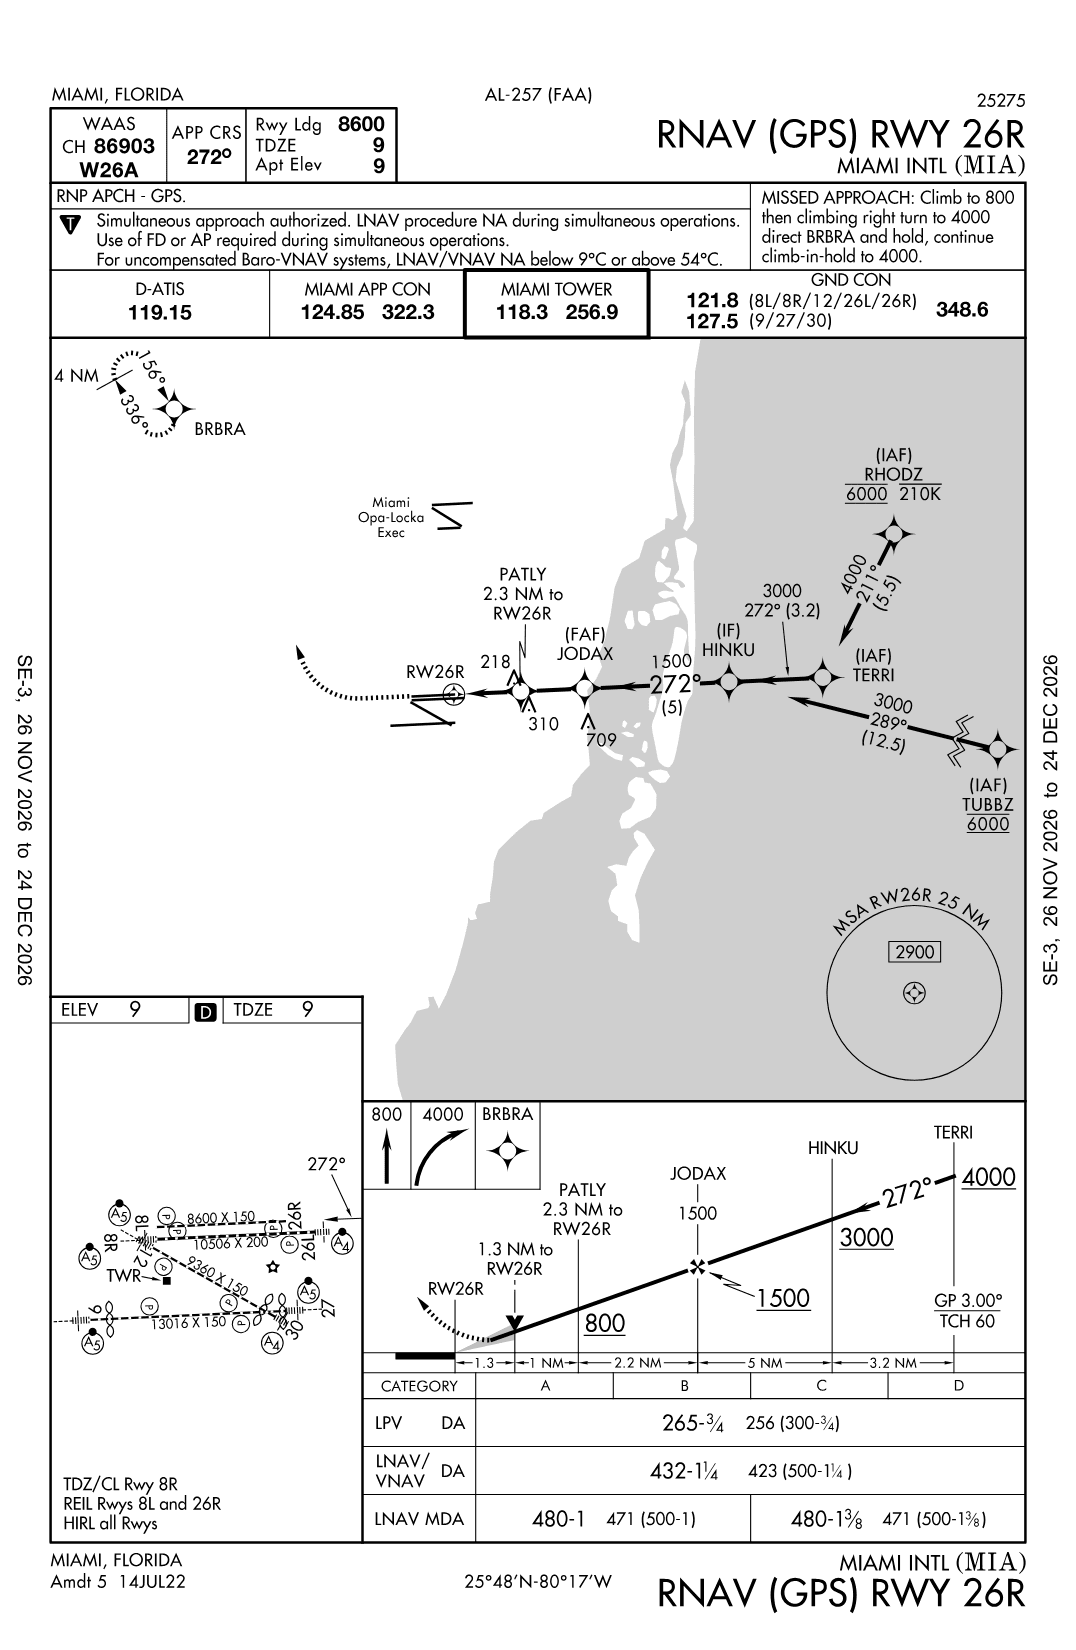 MIAMI, FLORIDA
AL-257 (FAA)
25275
WAAS
CH 86903
W26A
APP CRS
272°
Rwy Ldg 8600
TDZE 9
Apt Elev 9
RNAV (GPS) RWY 26R
MIAMI INTL (MIA)
RNP APCH - GPS.
T
Simultaneous approach authorized. LNAV procedure NA during simultaneous operations.
Use of FD or AP required during simultaneous operations.
For uncompensated Baro-VNAV systems, LNAV/VNAV NA below 9°C or above 54°C.
MISSED APPROACH: Climb to 800
then climbing right turn to 4000
direct BRBRA and hold, continue
climb-in-hold to 4000.
D-ATIS
119.15
MIAMI APP CON
124.85 322.3
MIAMI TOWER
118.3 256.9
GND CON
121.8 (8L/8R/12/26L/26R)
127.5 (9/27/30)
348.6
4 NM
156°
336°
BRBRA
Miami
Opa-Locka
Exec
(IAF)
RHODZ
6000 210K
4000
211°
(5.5)
PATLY
2.3 NM to
RW26R
3000
272° (3.2)
(FAF)
JODAX
(IF)
HINKU
(IAF)
TERRI
RW26R
218
310
709
1500
272°
(5)
3000
289°
(12.5)
(IAF)
TUBBZ
6000
MSA RW26R 25 NM
2900
SE-3, 26 NOV 2026 to 24 DEC 2026
SE-3, 26 NOV 2026 to 24 DEC 2026
ELEV 9
D
TDZE 9
272°
A5
8L
P
P
8600 X 150
P
26R
8R
10506 X 200
P
26L
A4
A5
12
P
9360 X 150
TWR
A5
9
P
P
27
13016 X 150
P
30
A5
A4
TDZ/CL Rwy 8R
REIL Rwys 8L and 26R
HIRL all Rwys
800
4000
BRBRA
TERRI
HINKU
JODAX
4000
272°
PATLY
2.3 NM to
RW26R
1500
3000
1.3 NM to
RW26R
RW26R
1500
800
GP 3.00°
TCH 60
1.3
1 NM
2.2 NM
5 NM
3.2 NM
CATEGORY A B C D
LPV DA 265-¾ 256 (300-¾)
LNAV/
VNAV DA 432-1¼ 423 (500-1¼ )
LNAV MDA 480-1 471 (500-1) 480-1⅜ 471 (500-1⅜)
MIAMI, FLORIDA
Amdt 5 14JUL22
25°48'N-80°17'W
MIAMI INTL (MIA)
RNAV (GPS) RWY 26R